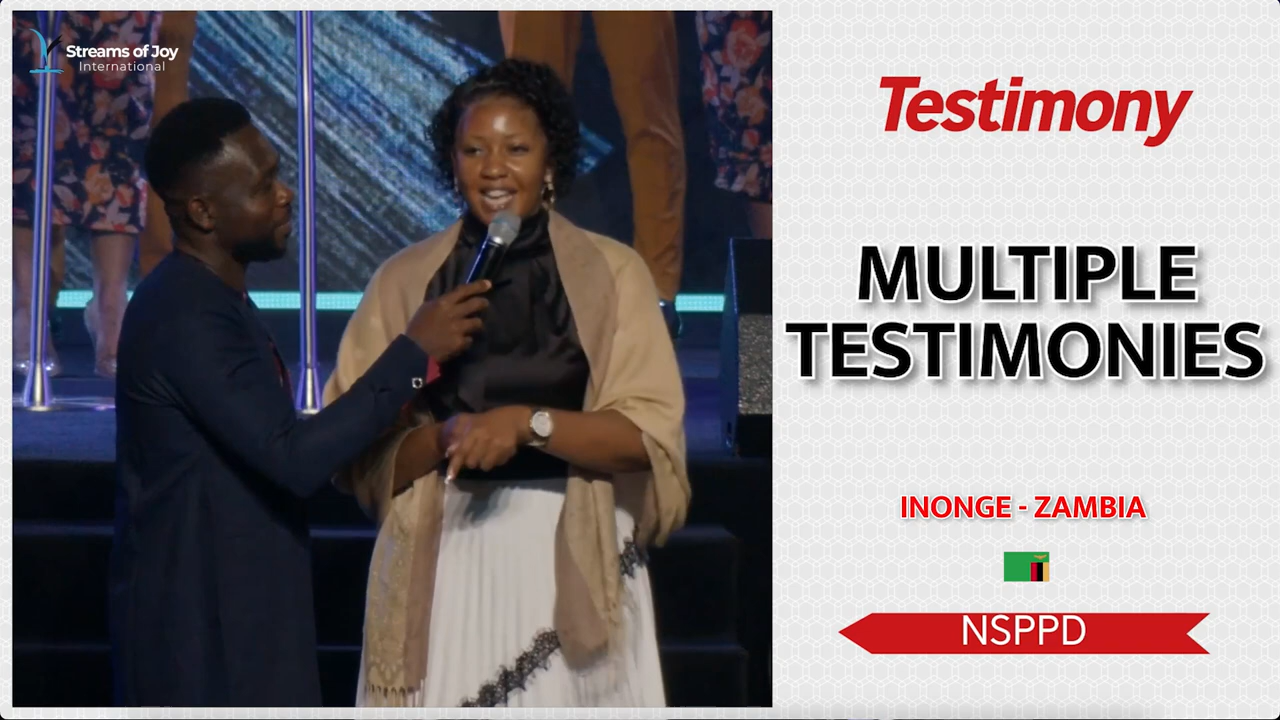 Streams of Joy
International
Testimony
MULTIPLE
TESTIMONIES
INONGE - ZAMBIA
NSPPD